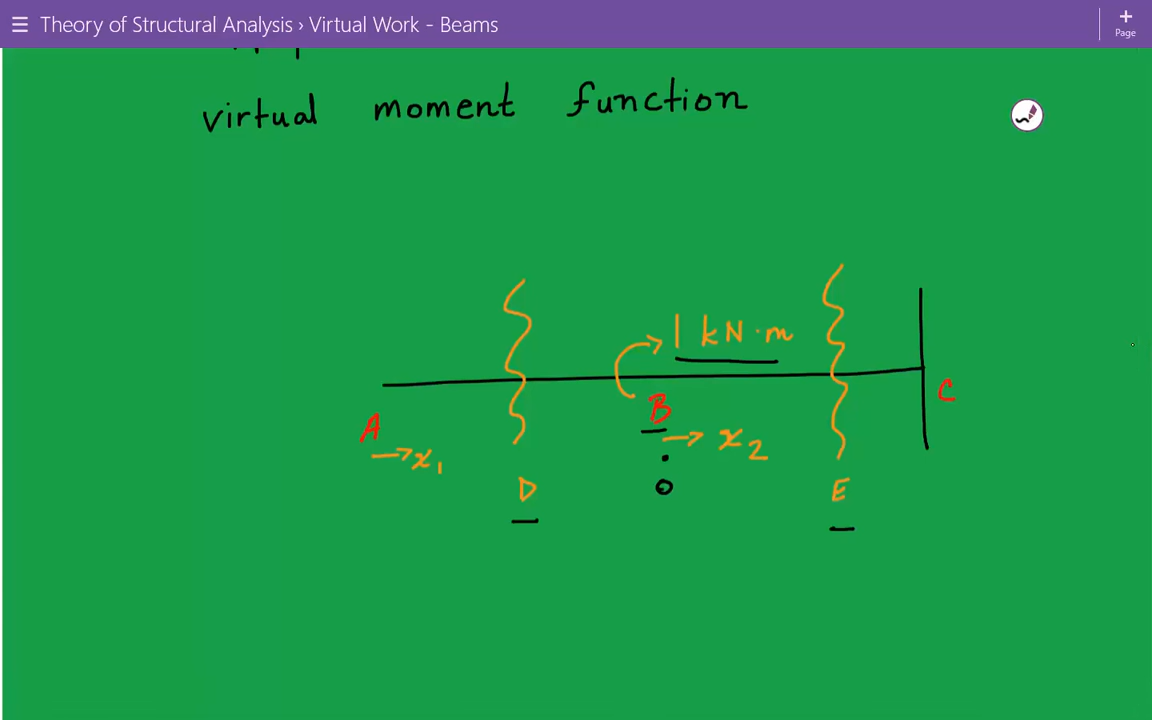 Theory of Structural Analysis › Virtual Work - Beams
Page
virtual moment function
1 kN·m
A
B
C
→x₁
→ x₂
D
E